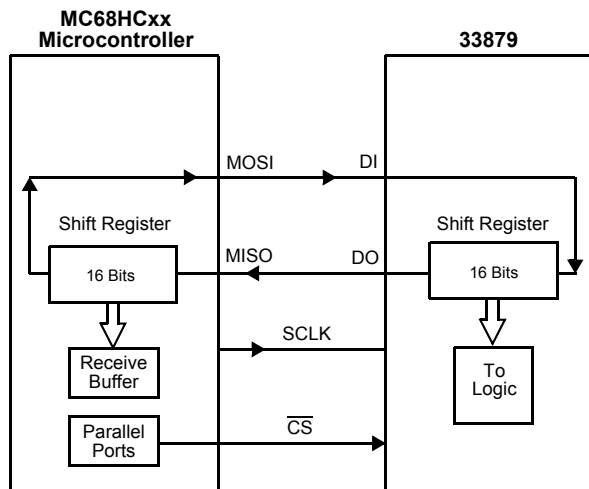 MC68HCxx
Microcontroller
33879
MOSI
DI
Shift Register
Shift Register
16 Bits
MISO
DO
16 Bits
SCLK
Receive
Buffer
To
Logic
Parallel
Ports
CS